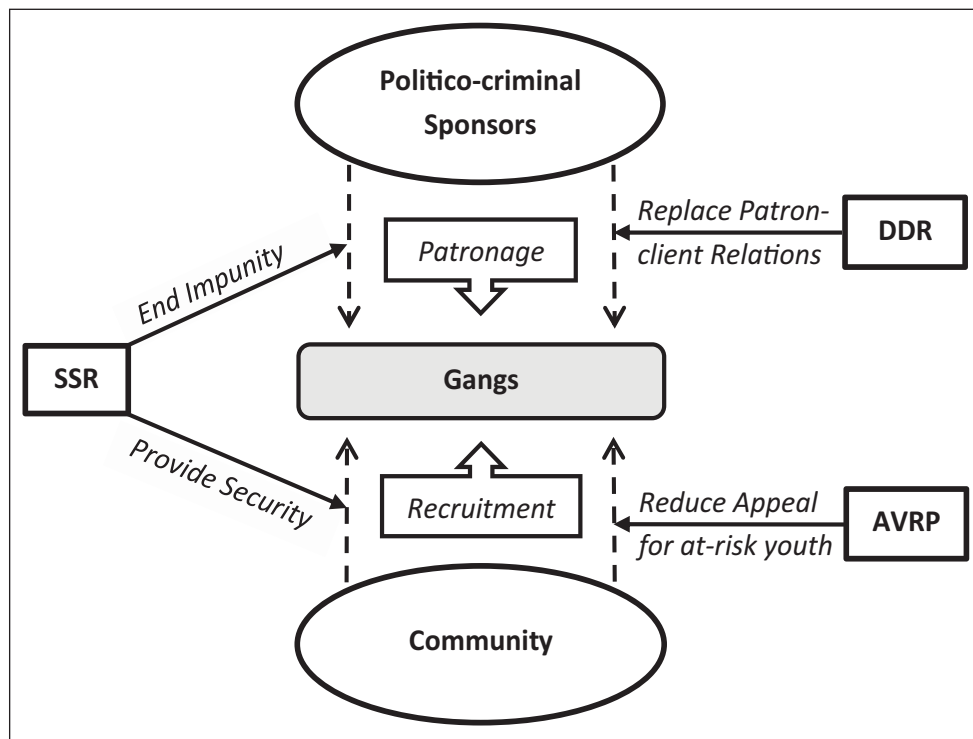 Politico-criminal
Sponsors
Replace Patron-
client Relations
DDR
Patronage
End Impunity
SSR
Gangs
Provide Security
Recruitment
Reduce Appeal
for at-risk youth
AVRP
Community